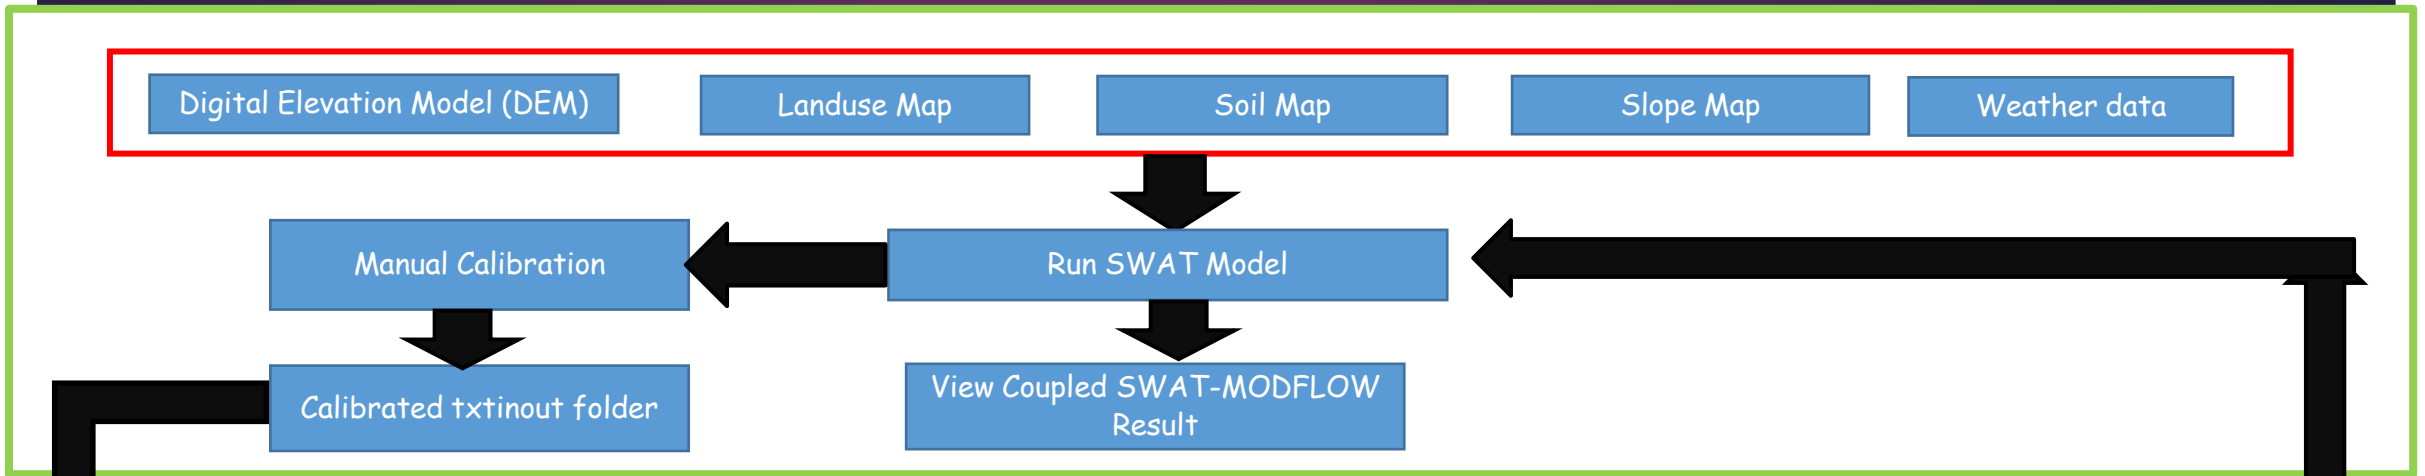 Digital Elevation Model (DEM)
Landuse Map
Soil Map
Slope Map
Weather data
Manual Calibration
Run SWAT Model
Calibrated txtinout folder
View Coupled SWAT-MODFLOW
Result